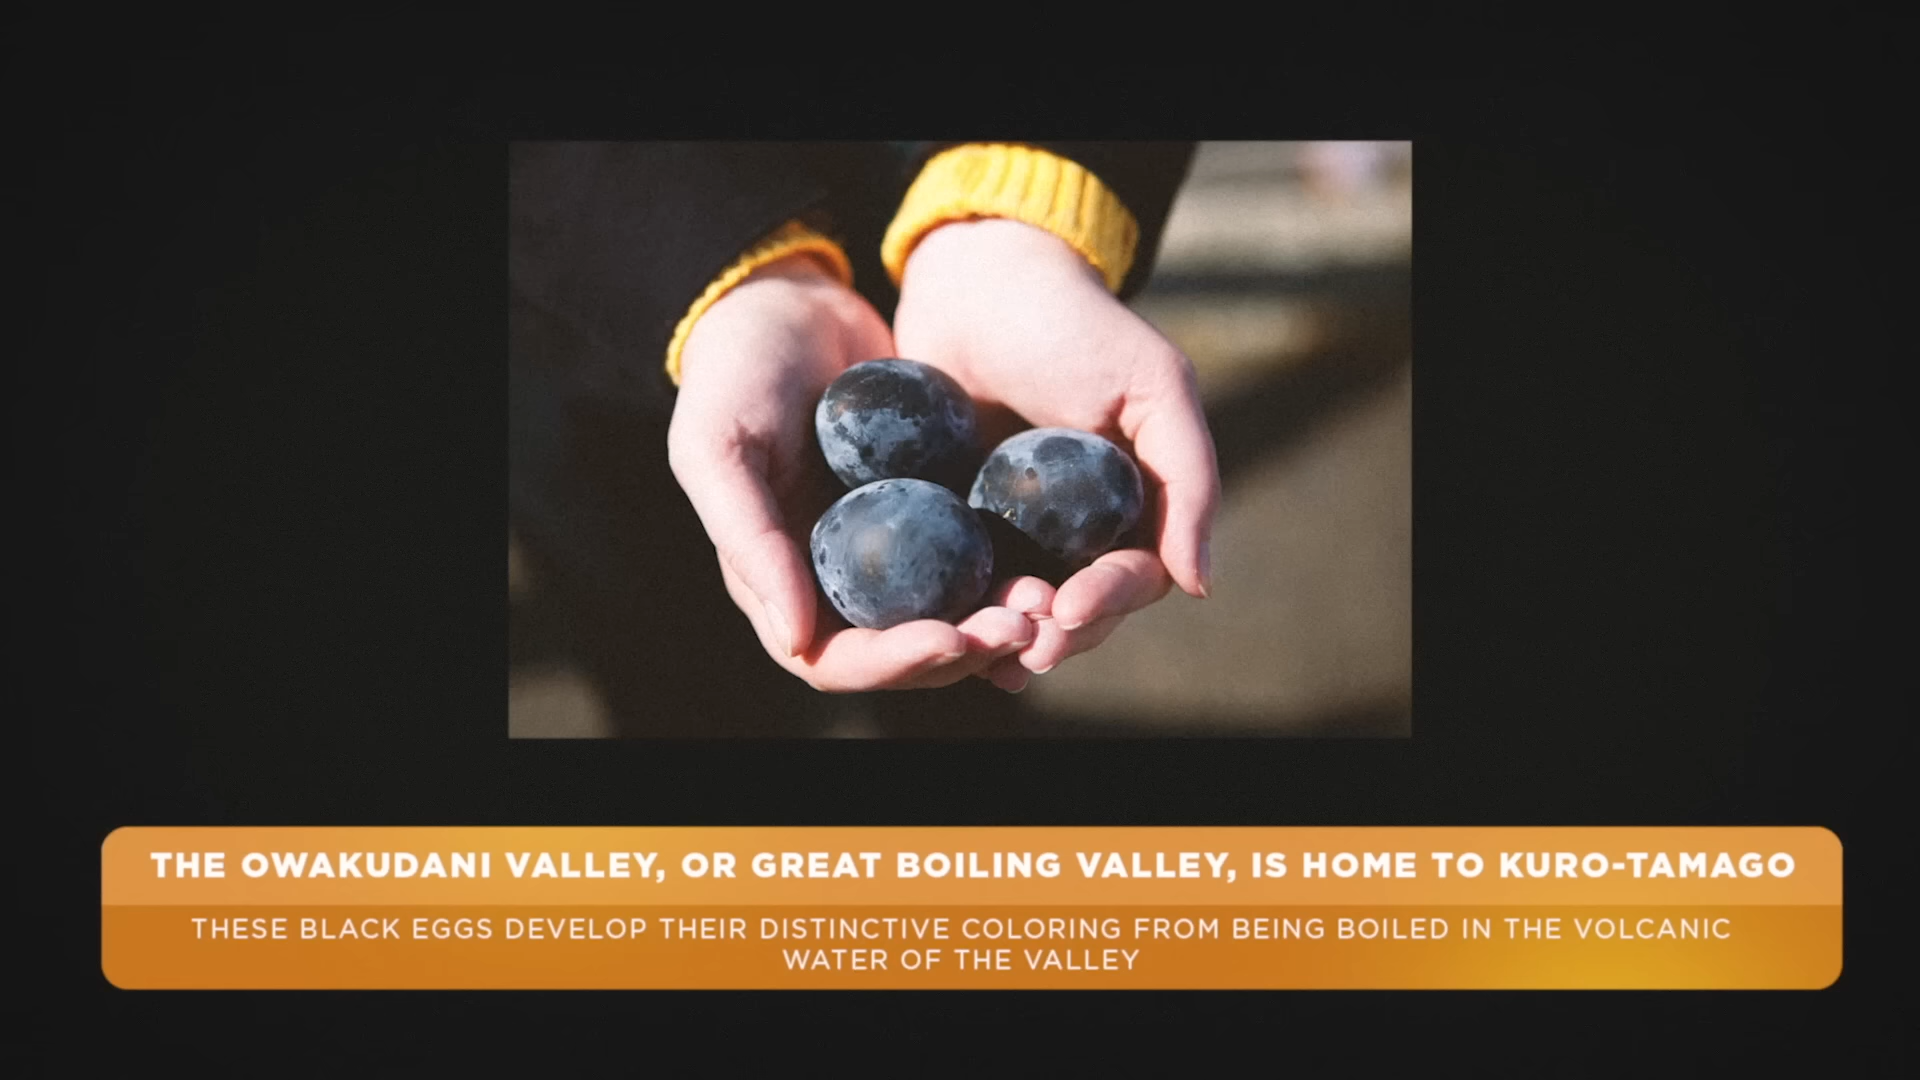 THE OWAKUDANI VALLEY, OR GREAT BOILING VALLEY, IS HOME TO KURO-TAMAGO
THESE BLACK EGGS DEVELOP THEIR DISTINCTIVE COLORING FROM BEING BOILED IN THE VOLCANIC
WATER OF THE VALLEY